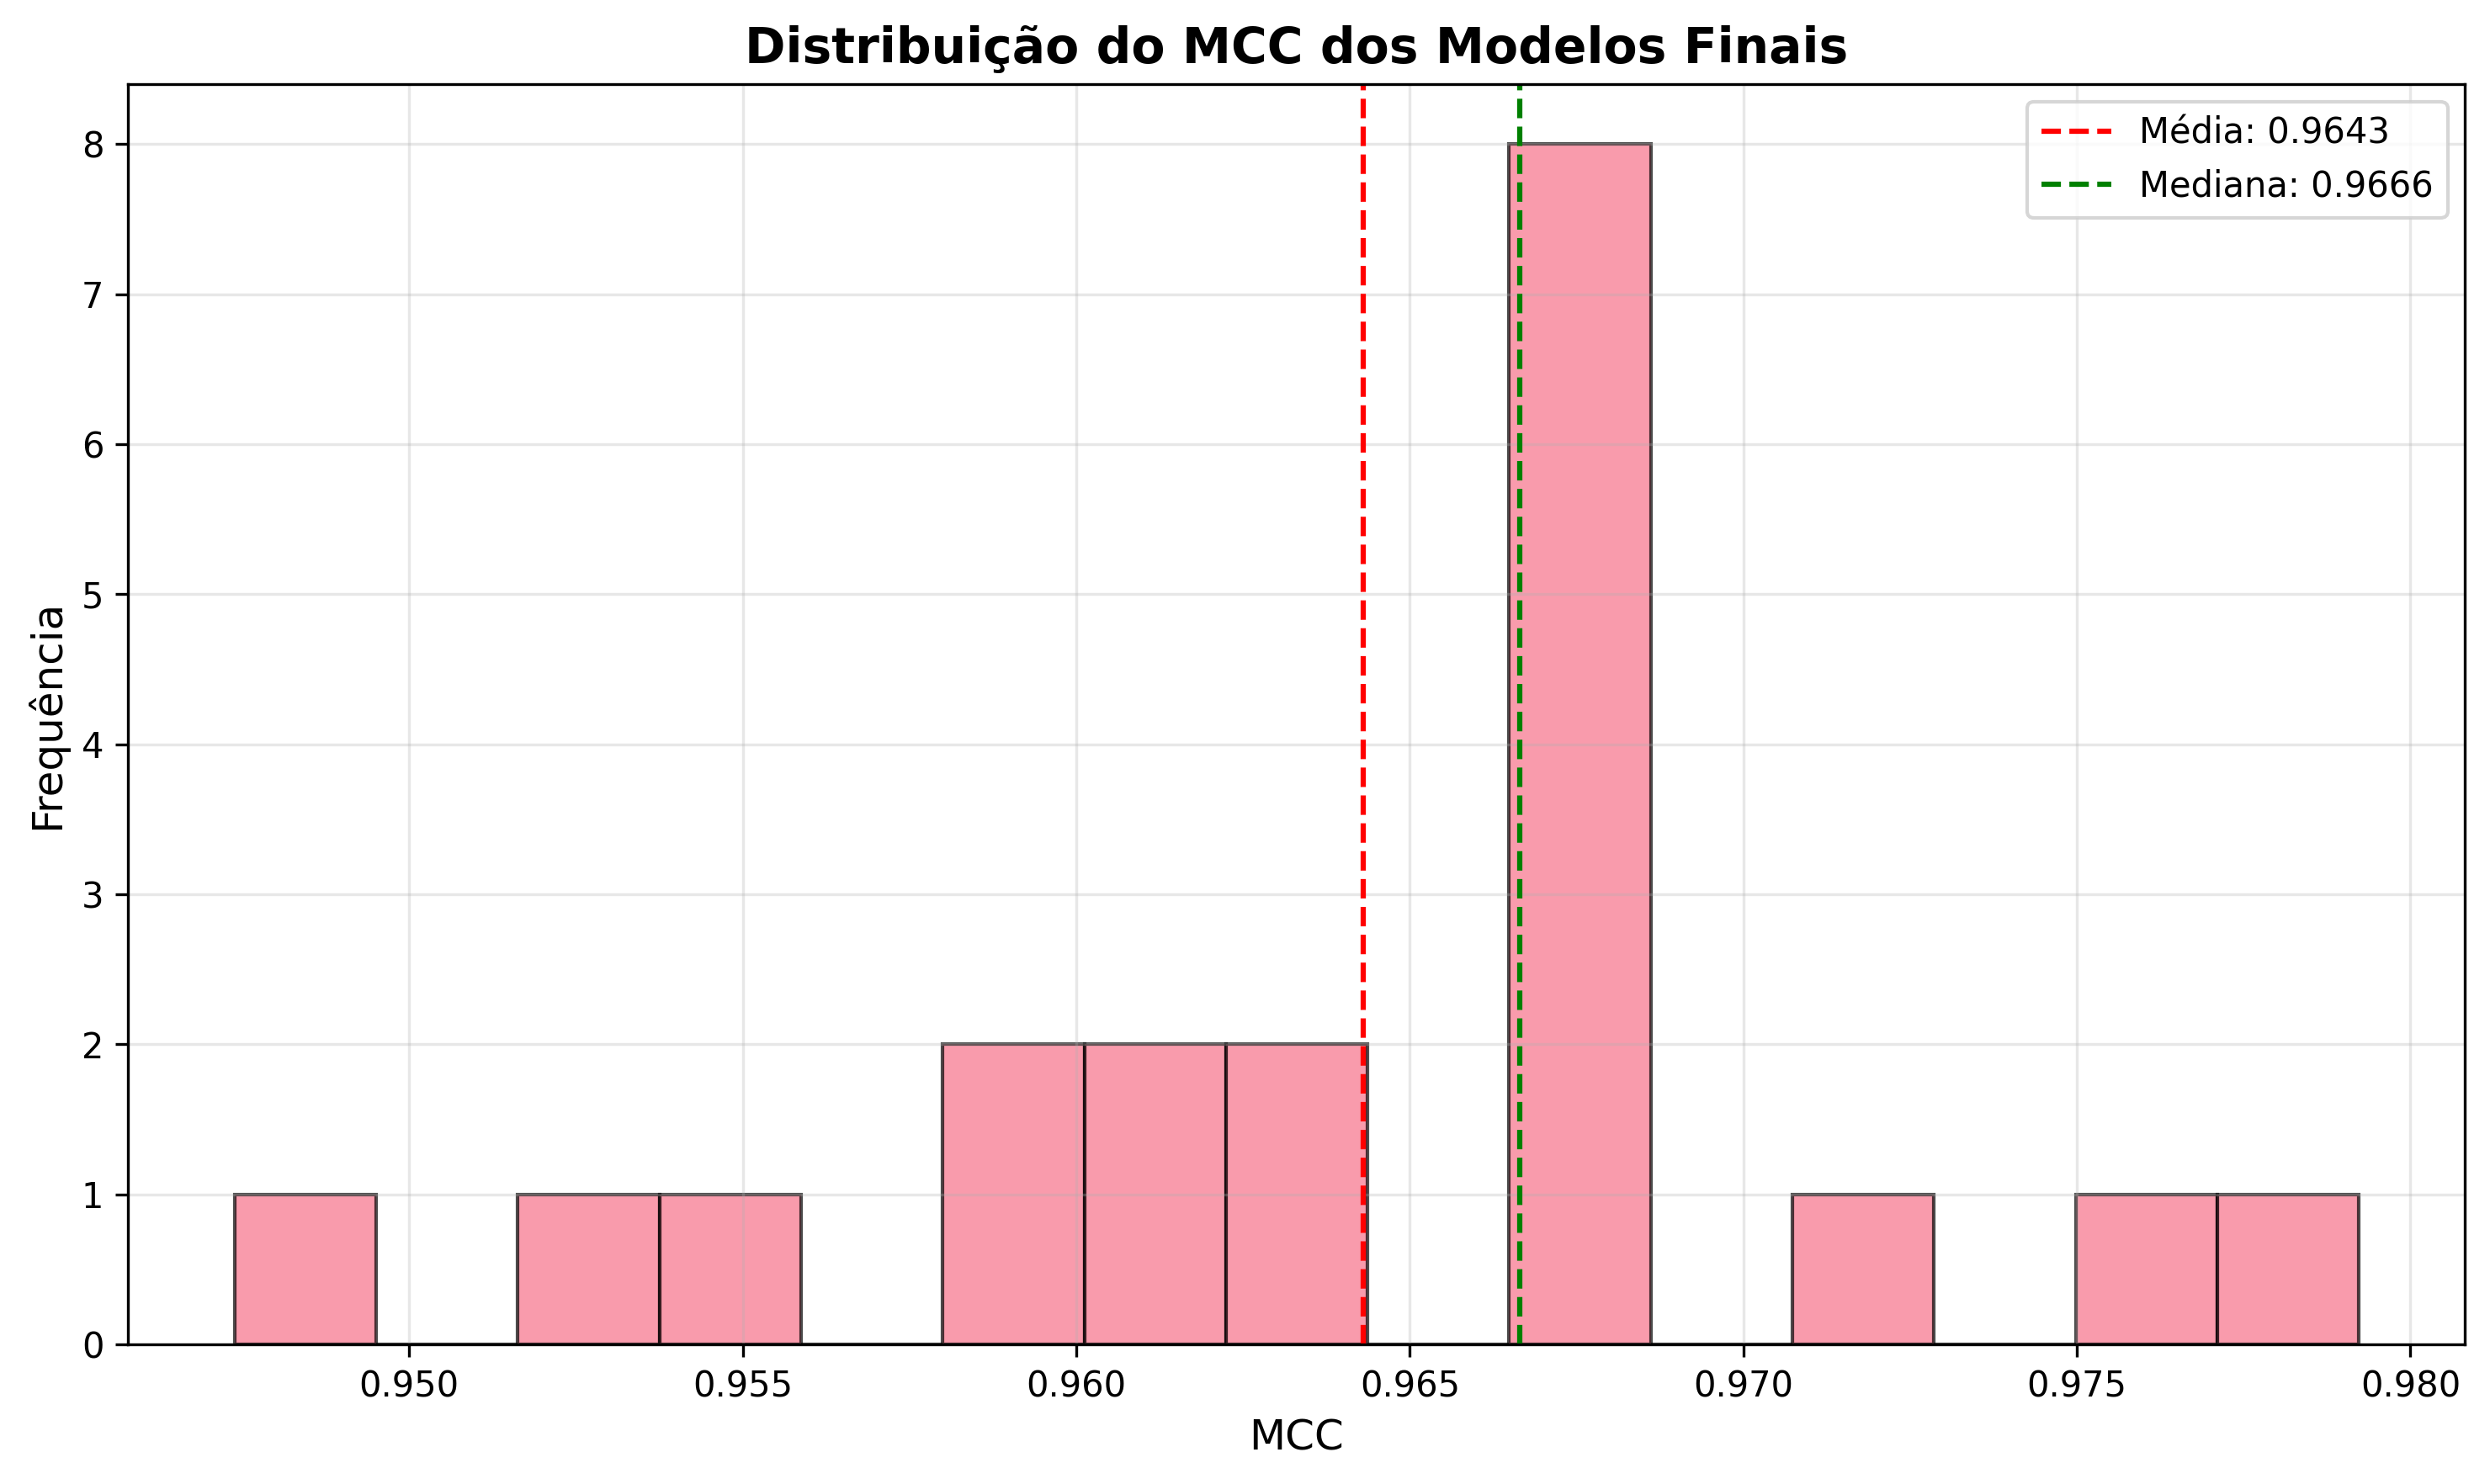 Distribuição do MCC dos Modelos Finais
Média: 0.9643
Mediana: 0.9666
Frequência
8
7
6
5
4
3
2
1
0
0.950 0.955 0.960 0.965 0.970 0.975 0.980
MCC